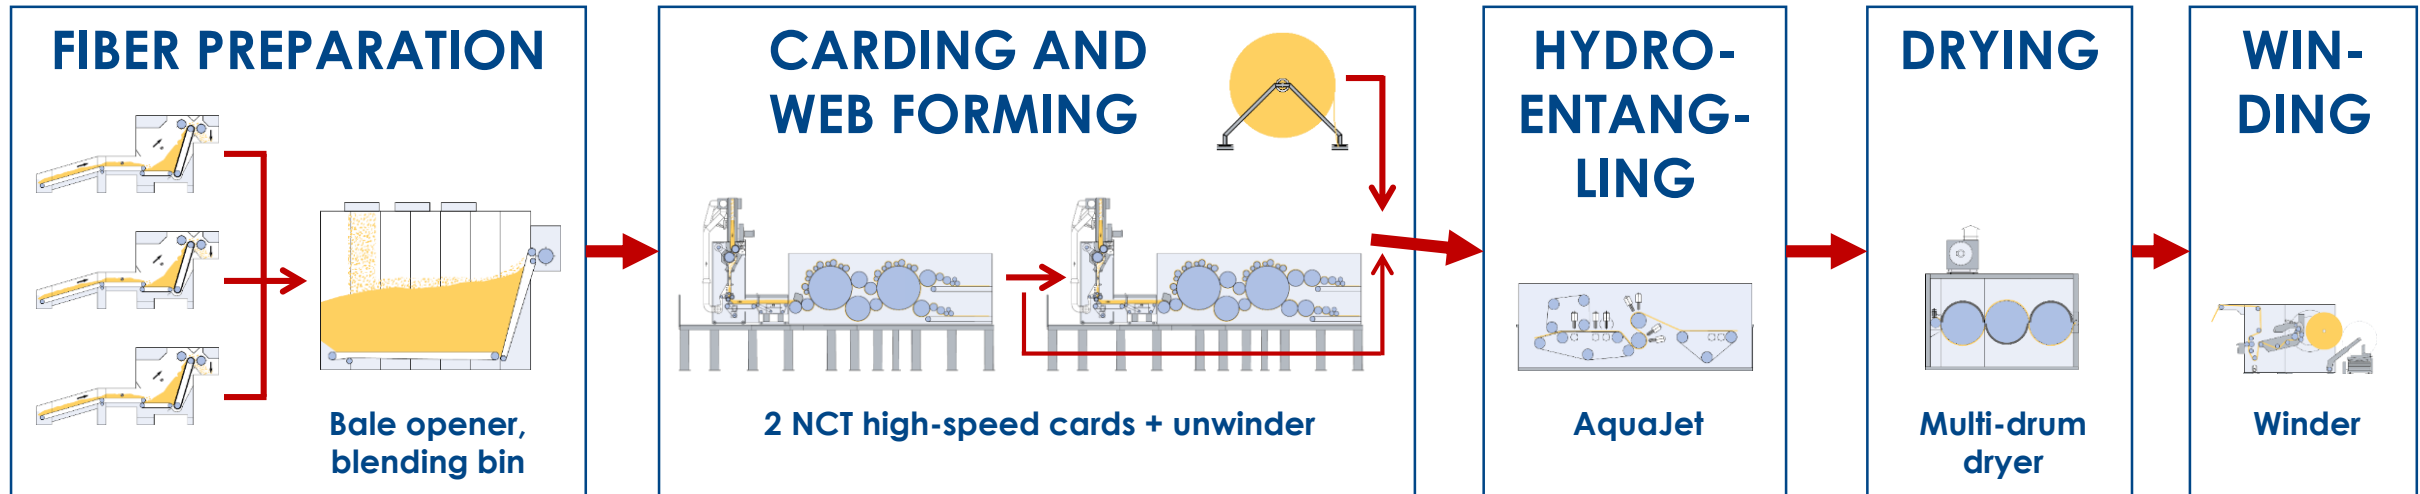 FIBER PREPARATION
Bale opener,
blending bin
CARDING AND
WEB FORMING
2 NCT high-speed cards + unwinder
HYDRO-
ENTANG-
LING
AquaJet
DRYING
Multi-drum
dryer
WIN-
DING
Winder